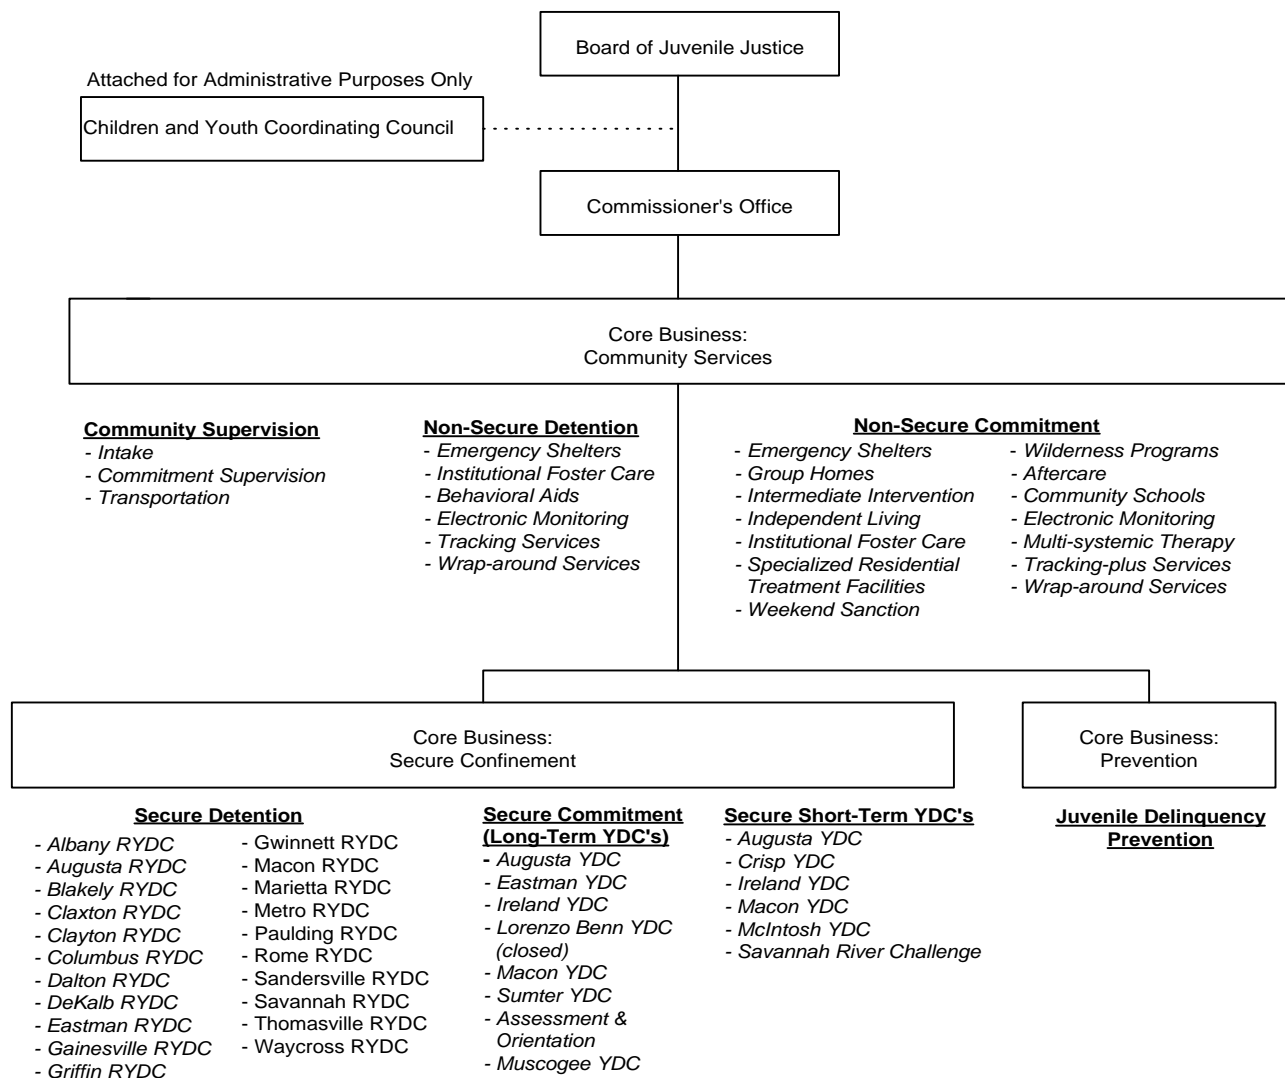 Board of Juvenile Justice
Attached for Administrative Purposes Only
Children and Youth Coordinating Council
Commissioner's Office
Core Business:
Community Services
Community Supervision
- Intake
- Commitment Supervision
- Transportation
Non-Secure Detention
- Emergency Shelters
- Institutional Foster Care
- Behavioral Aids
- Electronic Monitoring
- Tracking Services
- Wrap-around Services
Non-Secure Commitment
- Emergency Shelters
- Group Homes
- Intermediate Intervention
- Independent Living
- Institutional Foster Care
- Specialized Residential
Treatment Facilities
- Weekend Sanction
- Wilderness Programs
- Aftercare
- Community Schools
- Electronic Monitoring
- Multi-systemic Therapy
- Tracking-plus Services
- Wrap-around Services
Core Business:
Secure Confinement
Core Business:
Prevention
Secure Detention
- Albany RYDC
- Augusta RYDC
- Blakely RYDC
- Claxton RYDC
- Clayton RYDC
- Columbus RYDC
- Dalton RYDC
- DeKalb RYDC
- Eastman RYDC
- Gainesville RYDC
- Griffin RYDC
- Gwinnett RYDC
- Macon RYDC
- Marietta RYDC
- Metro RYDC
- Paulding RYDC
- Rome RYDC
- Sandersville RYDC
- Savannah RYDC
- Thomasville RYDC
- Waycross RYDC
Secure Commitment
(Long-Term YDC's)
- Augusta YDC
- Eastman YDC
- Ireland YDC
- Lorenzo Benn YDC
(closed)
- Macon YDC
- Sumter YDC
- Assessment &
Orientation
- Muscogee YDC
Secure Short-Term YDC's
- Augusta YDC
- Crisp YDC
- Ireland YDC
- Macon YDC
- McIntosh YDC
- Savannah River Challenge
Juvenile Delinquency
Prevention